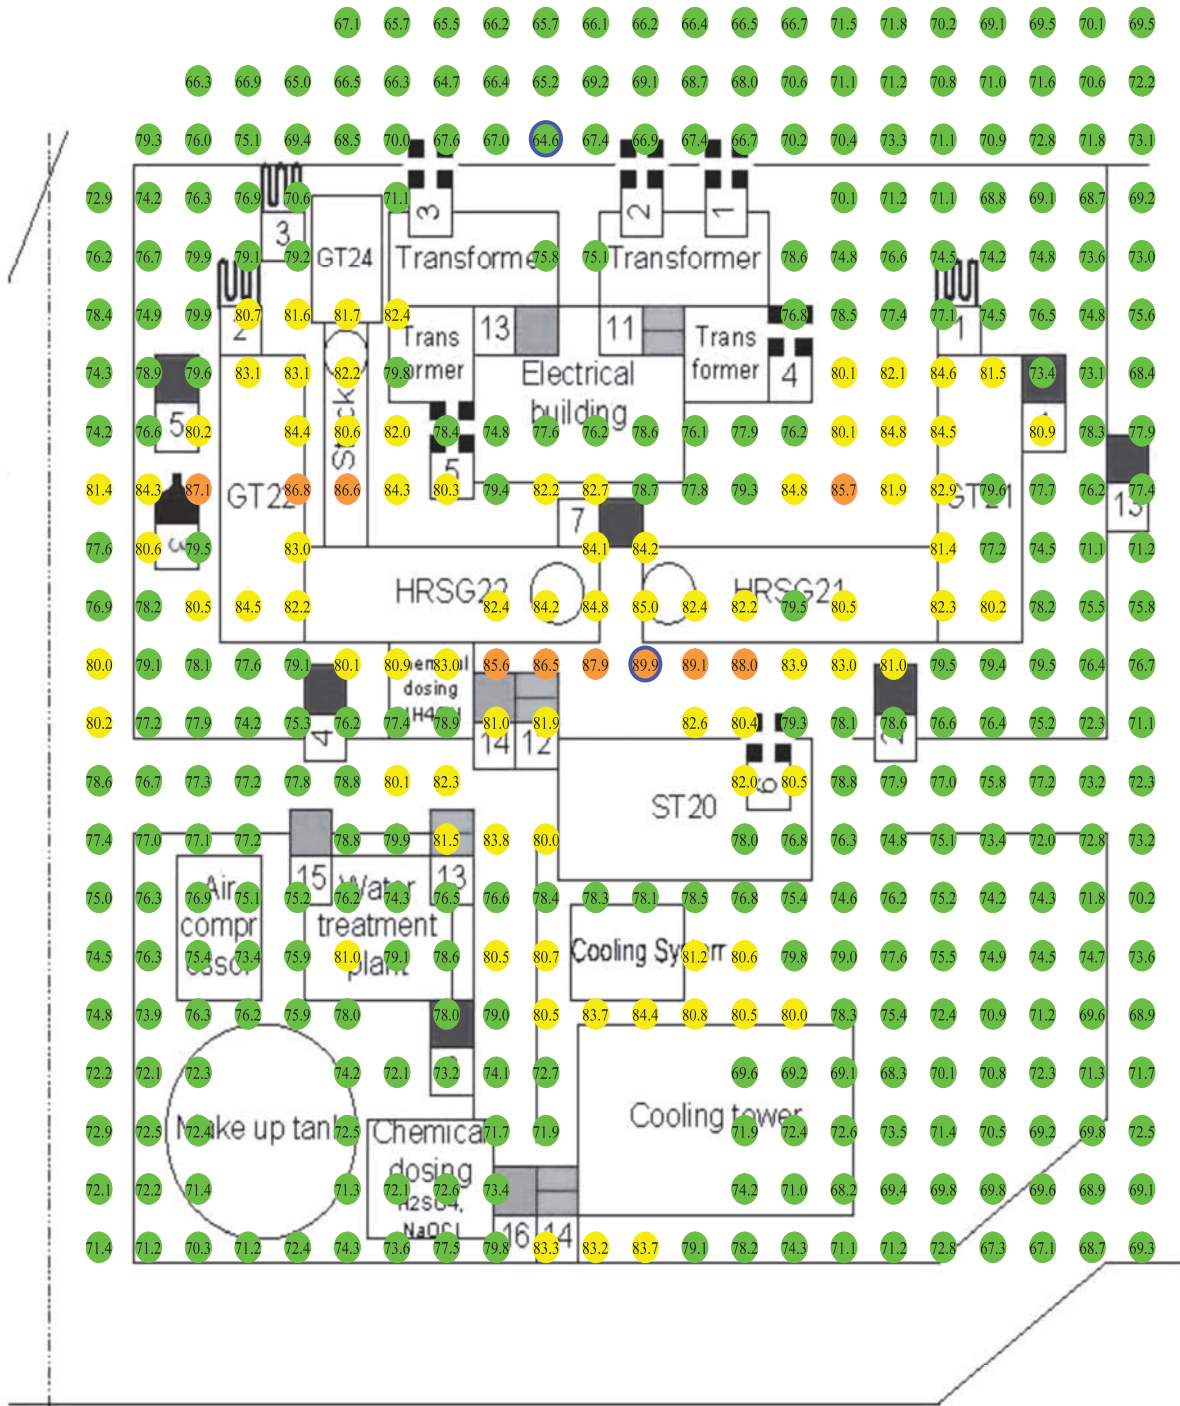 67.1 65.7 65.5 66.2 65.7 66.1 66.2 66.4 66.5 66.7 71.5 71.8 70.2 69.1 69.5 70.1 69.5
66.3 66.9 65.0 66.5 66.3 64.7 66.4 65.2 69.2 69.1 68.7 68.0 70.6 71.1 71.2 70.8 71.0 71.6 70.6 72.2
79.3 76.0 75.1 69.4 68.5 70.0 67.6 67.0 64.6 67.4 66.9 67.4 66.7 70.2 70.4 73.3 71.1 70.9 72.8 71.8 73.1
72.9 74.2 76.3 76.9 70.6 71.1 70.1 71.2 71.1 68.8 69.1 68.7 69.2
3 3 2 1
76.2 76.7 79.9 79.1 79.2 75.8 75.1 78.6 74.8 76.6 74.5 74.2 74.8 73.6 73.0
GT24 Transformer Transformer
78.4 74.9 79.9 80.7 81.6 81.7 82.4 76.8 78.5 77.4 77.1 74.5 76.5 74.8 75.6
2 13 11 1
Trans Trans
former former
74.3 78.9 79.6 83.1 83.1 82.2 79.8 80.1 82.1 84.6 81.5 73.4 73.1 68.4
Electrical 4
building
74.2 76.6 80.2 84.4 80.6 82.0 78.4 74.8 77.6 76.2 78.6 76.1 77.9 76.2 80.1 84.8 84.5 80.9 78.3 77.9
5 Stack 5
81.4 84.3 87.1 86.8 86.6 84.3 80.3 79.4 82.2 82.7 78.7 77.8 79.3 84.8 85.7 81.9 82.9 79.6 77.7 76.2 77.4
GT22 GT21
7 13
77.6 80.6 79.5 83.0 84.1 84.2 81.4 77.2 74.5 71.1 71.2
3
HRSG22 HRSG21
76.9 78.2 80.5 84.5 82.2 82.4 84.2 84.8 85.0 82.4 82.2 79.5 80.5 82.3 80.2 78.2 75.5 75.8
80.0 79.1 78.1 77.6 79.1 80.1 80.9 83.0 85.6 86.5 87.9 89.9 89.1 88.0 83.9 83.0 81.0 79.5 79.4 79.5 76.4 76.7
dosing
80.2 77.2 77.9 74.2 75.3 76.2 77.4 78.9 81.0 81.9 82.6 80.4 79.3 78.1 78.6 76.6 76.4 75.2 72.3 71.1
4 14 12 2
78.6 76.7 77.3 77.2 77.8 78.8 80.1 82.3 82.0 80.5 78.8 77.9 77.0 75.8 77.2 73.2 72.3
ST20 6
77.4 77.0 77.1 77.2 78.8 79.9 81.5 83.8 80.0 78.0 76.8 76.3 74.8 75.1 73.4 72.0 72.8 73.2
15 13
75.0 76.3 76.9 75.1 75.2 76.2 74.3 76.5 76.6 78.4 78.3 78.1 78.5 76.8 75.4 74.6 76.2 75.2 74.2 74.3 71.8 70.2
Air Water
compr treatment
essor plant
Cooling System
74.5 76.3 75.4 73.4 75.9 81.0 79.1 78.6 80.5 80.7 81.2 80.6 79.8 79.0 77.6 75.5 74.9 74.5 74.7 73.6
74.8 73.9 76.3 76.2 75.9 78.0 78.0 79.0 80.5 83.7 84.4 80.8 80.5 80.0 78.3 75.4 72.4 70.9 71.2 69.6 68.9
72.2 72.1 72.3 74.2 72.1 73.2 74.1 72.7 69.6 69.2 69.1 68.3 70.1 70.8 72.3 71.3 71.7
72.9 72.5 72.4 72.5 71.7 71.9 71.9 72.4 72.6 73.5 71.4 70.5 69.2 69.8 72.5
Make up tank Chemical Cooling tower
dosing
72.1 72.2 71.4 71.3 72.1 72.6 73.4 74.2 71.0 68.2 69.4 69.8 69.8 69.6 68.9 69.1
H2SO4,
NaOCl 16 14
71.4 71.2 70.3 71.2 72.4 74.3 73.6 77.5 79.8 83.3 83.2 83.7 79.1 78.2 74.3 71.1 71.2 72.8 67.3 67.1 68.7 69.3